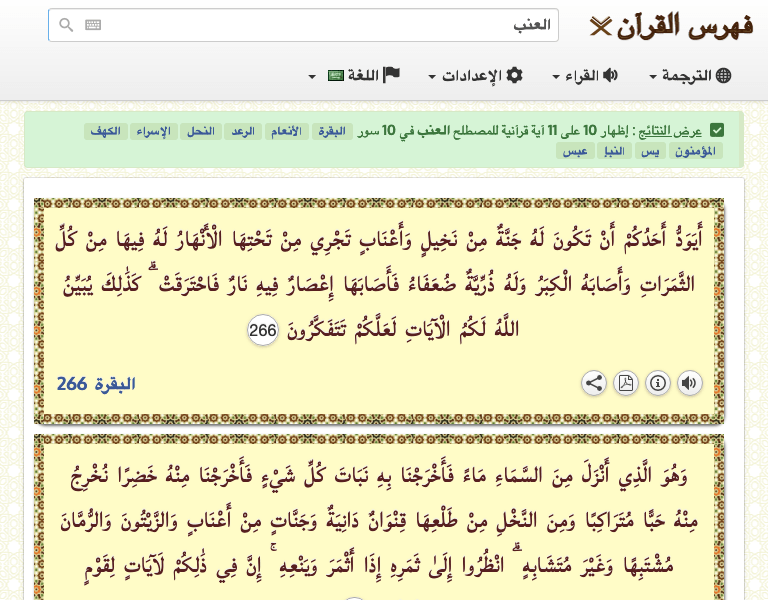 فهرس القرآن
العنب
الترجمة القراء الإعدادات اللغة
عرض النتائج : إظهار 10 على 11 آية قرآنية للمصطلح العنب في 10 سور البقرة الأنعام الرعد النحل الإسراء الكهف
المؤمنون يس النبإ عبس
أَيَوَدُّ أَحَدُكُمْ أَنْ تَكُونَ لَهُ جَنَّةٌ مِنْ نَخِيلٍ وَأَعْنَابٍ تَجْرِي مِنْ تَحْتِهَا الْأَنْهَارُ لَهُ فِيهَا مِنْ كُلِّ
الثَّمَرَاتِ وَأَصَابَهُ الْكِبَرُ وَلَهُ ذُرِّيَّةٌ ضُعَفَاءُ فَأَصَابَهَا إِعْصَارٌ فِيهِ نَارٌ فَاحْتَرَقَتْ ۗ كَذَٰلِكَ يُبَيِّنُ
اللَّهُ لَكُمُ الْآيَاتِ لَعَلَّكُمْ تَتَفَكَّرُونَ 266
البقرة 266
وَهُوَ الَّذِي أَنْزَلَ مِنَ السَّمَاءِ مَاءً فَأَخْرَجْنَا بِهِ نَبَاتَ كُلِّ شَيْءٍ فَأَخْرَجْنَا مِنْهُ خَضِرًا نُخْرِجُ
مِنْهُ حَبًّا مُتَرَاكِبًا وَمِنَ النَّخْلِ مِنْ طَلْعِهَا قِنْوَانٌ دَانِيَةٌ وَجَنَّاتٍ مِنْ أَعْنَابٍ وَالزَّيْتُونَ وَالرُّمَّانَ
مُشْتَبِهًا وَغَيْرَ مُتَشَابِهٍ ۗ انْظُرُوا إِلَىٰ ثَمَرِهِ إِذَا أَثْمَرَ وَيَنْعِهِ ۚ إِنَّ فِي ذَٰلِكُمْ لَآيَاتٍ لِقَوْمٍ